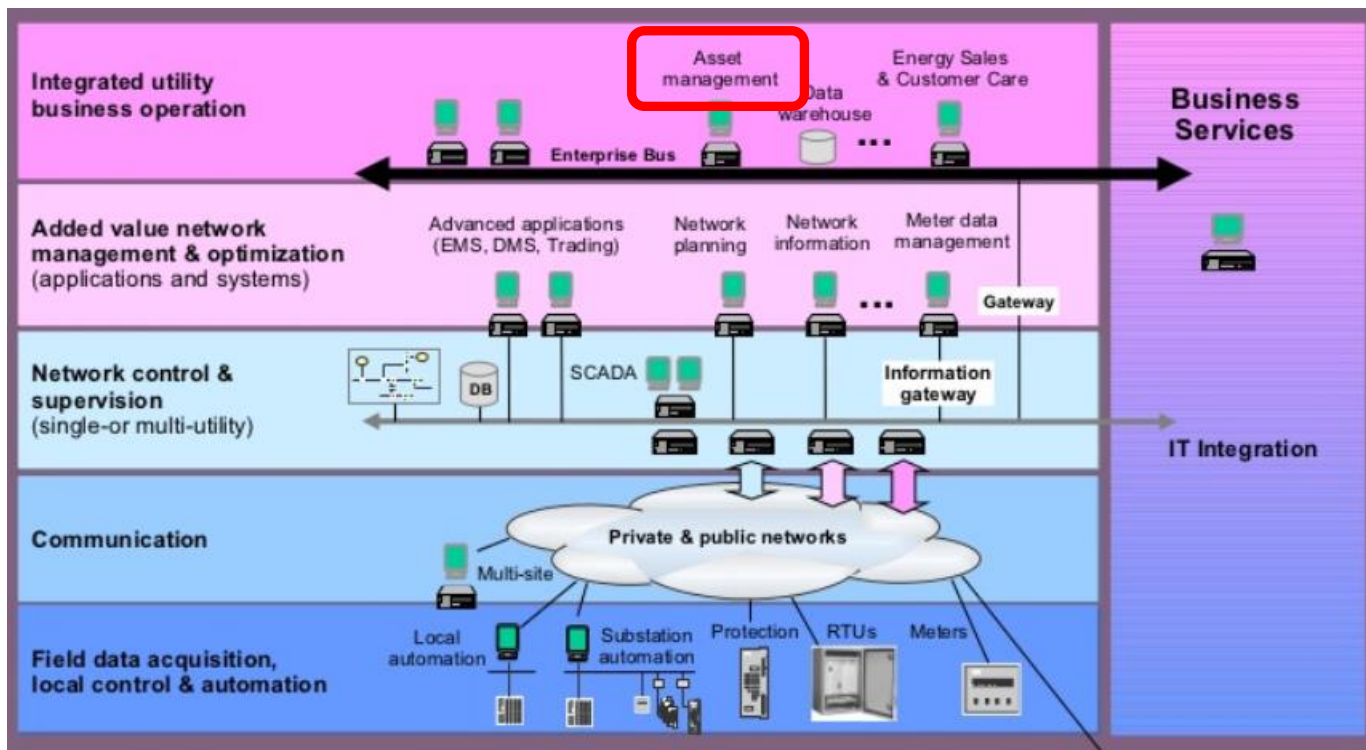 Integrated utility
business operation
Asset
management
Data
warehouse
Energy Sales
& Customer Care
Enterprise Bus
Business
Services
Added value network
management & optimization
(applications and systems)
Advanced applications
(EMS, DMS, Trading)
Network
planning
Network
information
Meter data
management
Gateway
Network control &
supervision
(single-or multi-utility)
DB
SCADA
Information
gateway
IT Integration
Communication
Private & public networks
Multi-site
Field data acquisition,
local control & automation
Local
automation
Substation
automation
Protection
RTUs
Meters